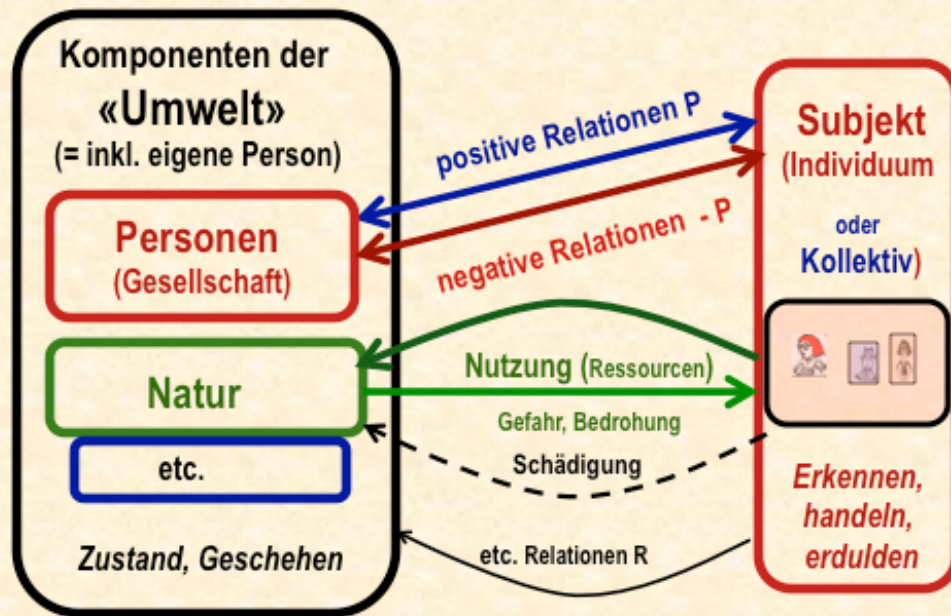 Komponenten der
«Umwelt»
(= inkl. eigene Person)
Personen
(Gesellschaft)
Natur
etc.
Zustand, Geschehen
positive Relationen P
negative Relationen - P
Nutzung (Ressourcen)
Gefahr, Bedrohung
Schädigung
etc. Relationen R
Subjekt
(Individuum
oder
Kollektiv)
Erkennen,
handeln,
erdulden